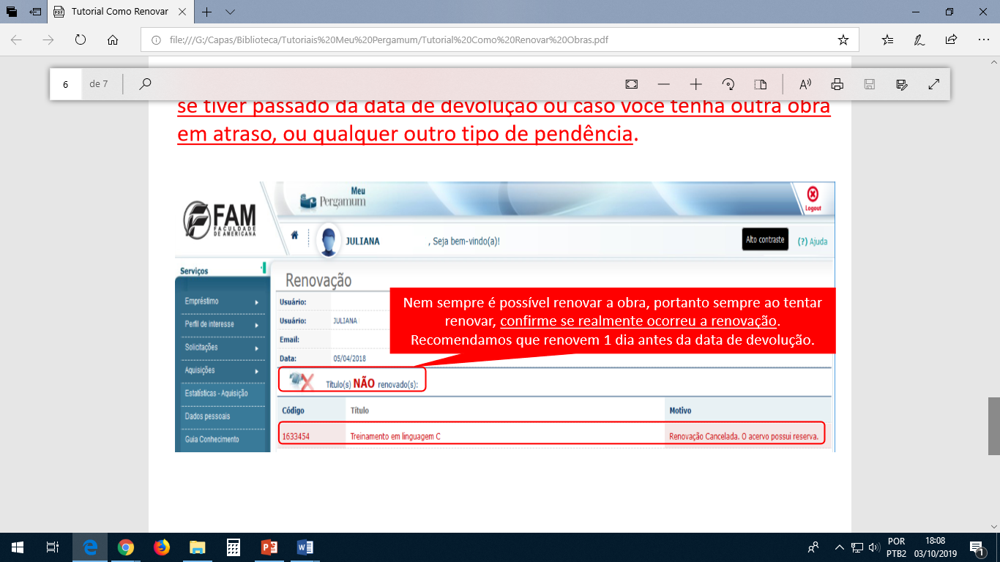 Tutorial Como Renovar
file:///G:/Capas/Biblioteca/Tutoriais%20Meu%20Pergamum/Tutorial%20Como%20Renovar%20Obras.pdf
6 de 7
se tiver passado da data de devolução ou caso você tenha outra obra
em atraso, ou qualquer outro tipo de pendência.
Meu
Pergamum
Logout
FAM
FACULDADE
DE AMERICANA
JULIANA , Seja bem-vindo(a)!
Alto contraste
(?) Ajuda
Serviços
Empréstimo
Perfil de interesse
Solicitações
Aquisições
Estatísticas - Aquisição
Dados pessoais
Guia Conhecimento
Renovação
Usuário:
Usuário: JULIANA
Email:
Data: 05/04/2018
Nem sempre é possível renovar a obra, portanto sempre ao tentar
renovar, confirme se realmente ocorreu a renovação.
Recomendamos que renovem 1 dia antes da data de devolução.
Título(s) NÃO renovado(s):
Código Título Motivo
1633454 Treinamento em linguagem C Renovação Cancelada. O acervo possui reserva.
POR
PTB2
18:08
03/10/2019
1